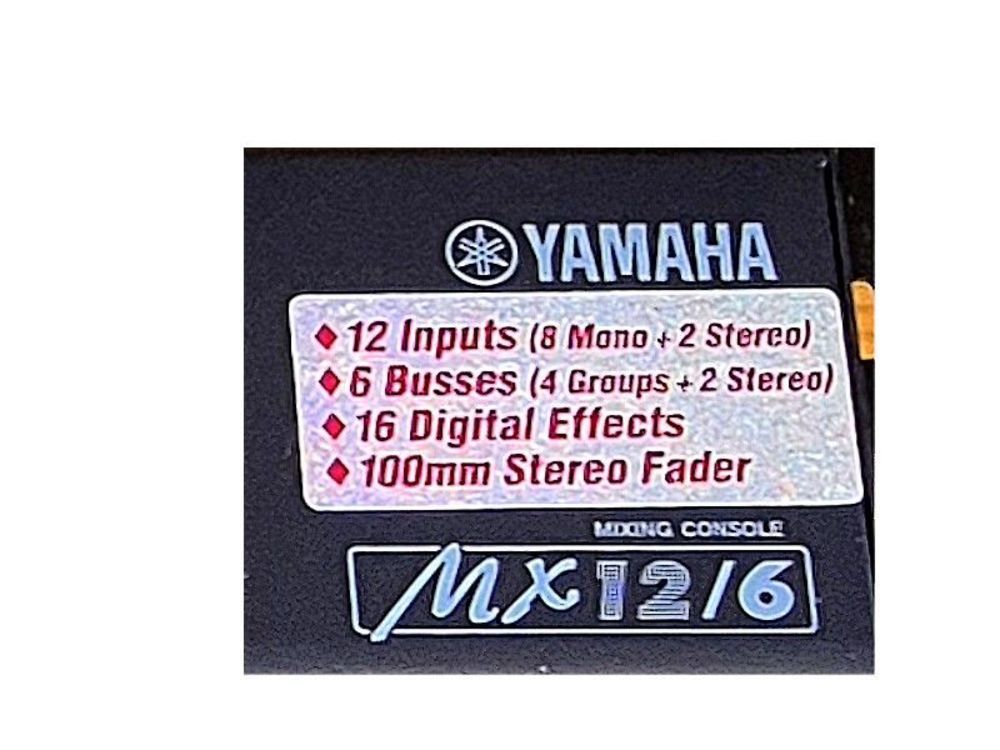 YAMAHA
♦ 12 Inputs (8 Mono + 2 Stereo)
♦ 6 Busses (4 Groups + 2 Stereo)
♦ 16 Digital Effects
♦ 100mm Stereo Fader
MIXING CONSOLE
MX12/6